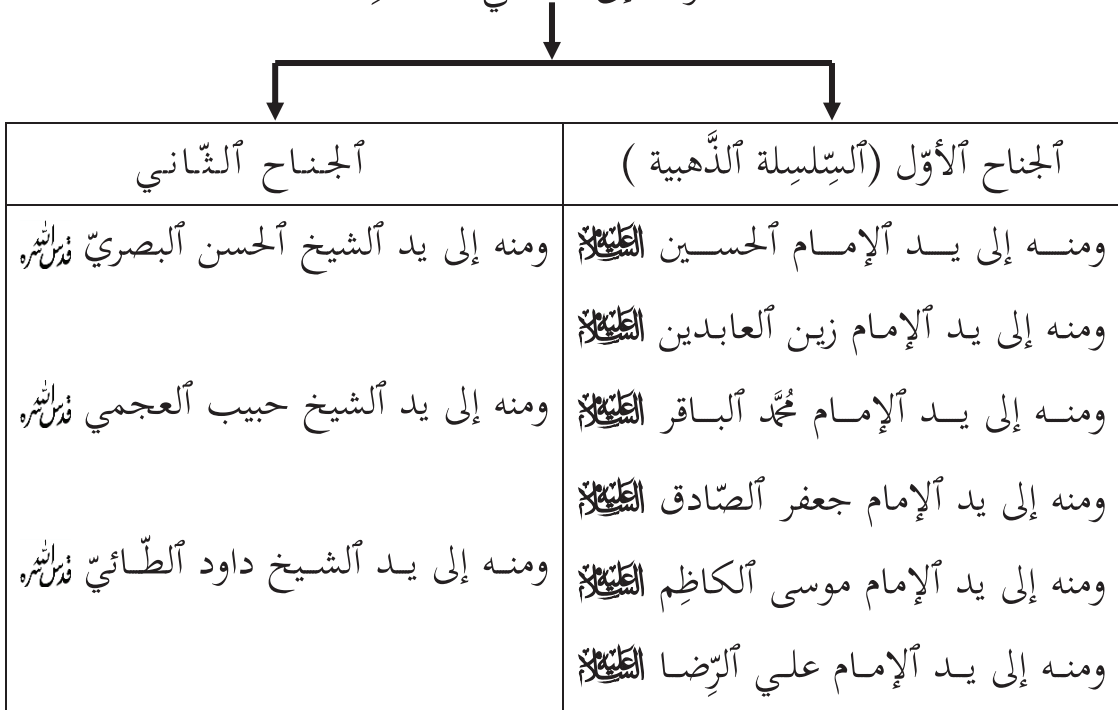 ٱلجناح ٱلأوّل (ٱلسِّلسِلة ٱلذَّهبية )
ومنـه إلى يـد ٱلإمـام ٱلحسـين عليه السلام
ومنه إلى يد ٱلإمام زين ٱلعابدين عليه السلام
ومنه إلى يد ٱلإمام مُحَمَّد ٱلباقر عليه السلام
ومنه إلى يد ٱلإمام جعفر ٱلصّادق عليه السلام
ومنه إلى يد ٱلإمام موسى ٱلكاظِم عليه السلام
ومنه إلى يد ٱلإمام علي ٱلرِّضا عليه السلام
ٱلجناح ٱلثّاني
ومنه إلى يد ٱلشيخ ٱلحسن ٱلبصريّ قدس الله سره
ومنه إلى يد ٱلشيخ حبيب ٱلعجمي قدس الله سره
ومنه إلى يد ٱلشيخ داود ٱلطّائيّ قدس الله سره